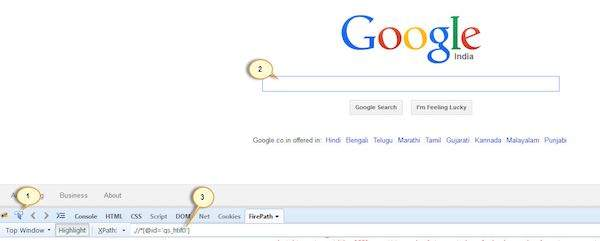 Google
India
2
Google Search I'm Feeling Lucky
Google.co.in offered in: Hindi Bengali Telugu Marathi Tamil Gujarati Kannada Malayalam Punjabi
1
3
Business About
Console HTML CSS Script DOM Net Cookies FirePath
Top Window Highlight XPath: .//*[@id='gs_htif0']